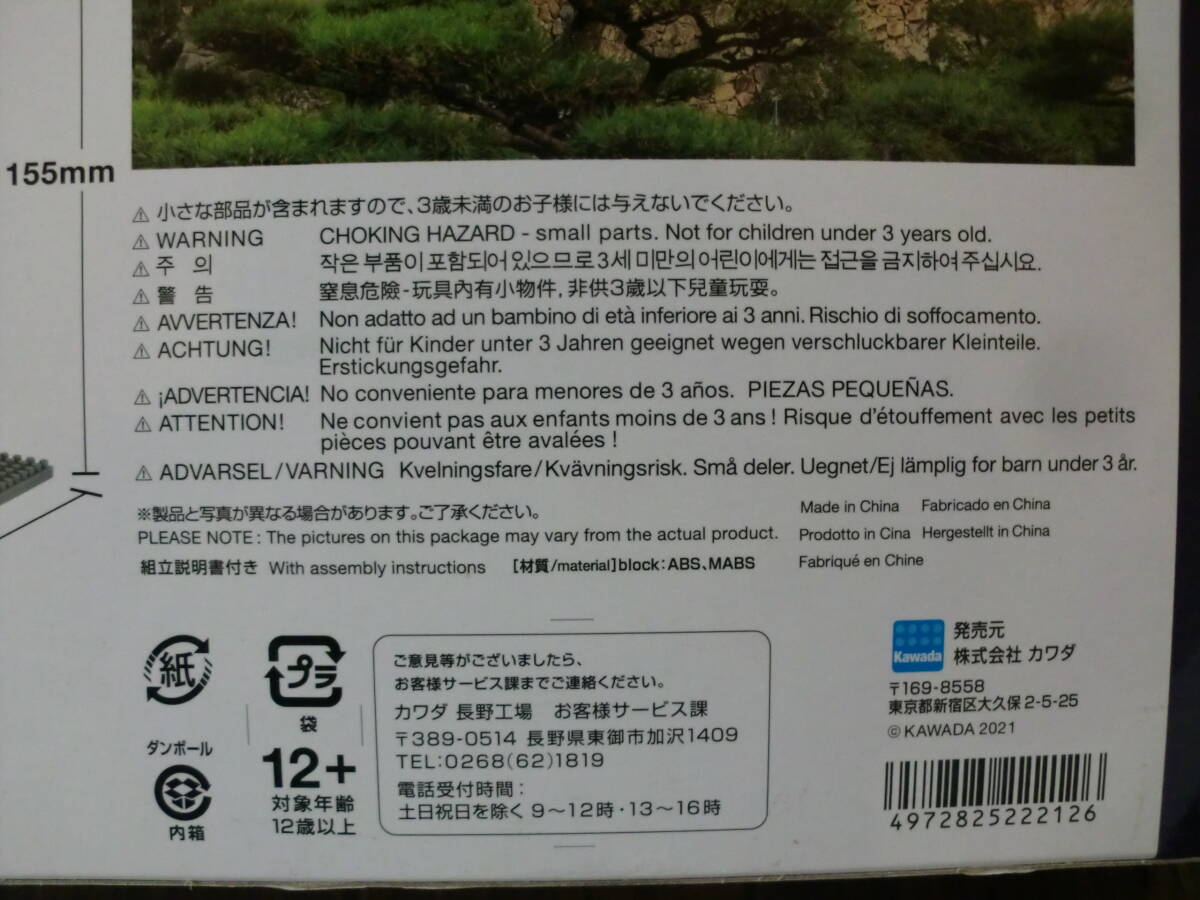 155mm
⚠ 小さな部品が含まれますので、3歳未満のお子様には与えないでください。
⚠ WARNING CHOKING HAZARD - small parts. Not for children under 3 years old.
⚠ 주 의 작은 부품이 포함되어 있으므로 3세 미만의 어린이에게는 접근을 금지하여 주십시요.
⚠ 警 告 窒息危險-玩具內有小物件, 非供3歲以下兒童玩耍。
⚠ AVVERTENZA! Non adatto ad un bambino di età inferiore ai 3 anni. Rischio di soffocamento.
⚠ ACHTUNG! Nicht für Kinder unter 3 Jahren geeignet wegen verschluckbarer Kleinteile.
Erstickungsgefahr.
⚠ ¡ADVERTENCIA! No conveniente para menores de 3 años. PIEZAS PEQUEÑAS.
⚠ ATTENTION! Ne convient pas aux enfants moins de 3 ans ! Risque d'étouffement avec les petits
pièces pouvant être avalées !
⚠ ADVARSEL/VARNING Kvelningsfare/Kvävningsrisk. Små deler. Uegnet/Ej lämplig for barn under 3 år.
※製品と写真が異なる場合があります。ご了承ください。
PLEASE NOTE : The pictures on this package may vary from the actual product.
組立説明書付き With assembly instructions [材質/material]block:ABS、MABS
Made in China Fabricado en China
Prodotto in Cina Hergestellt in China
Fabriqué en Chine
紙
ダンボール
内箱
プラ
袋
12+
対象年齢
12歳以上
ご意見等がございましたら、
お客様サービス課までご連絡ください。
カワダ 長野工場 お客様サービス課
〒389-0514 長野県東御市加沢1409
TEL:0268(62)1819
電話受付時間:
土日祝日を除く 9～12時・13～16時
Kawada
発売元
株式会社 カワダ
〒169-8558
東京都新宿区大久保2-5-25
©KAWADA 2021
4972825222126